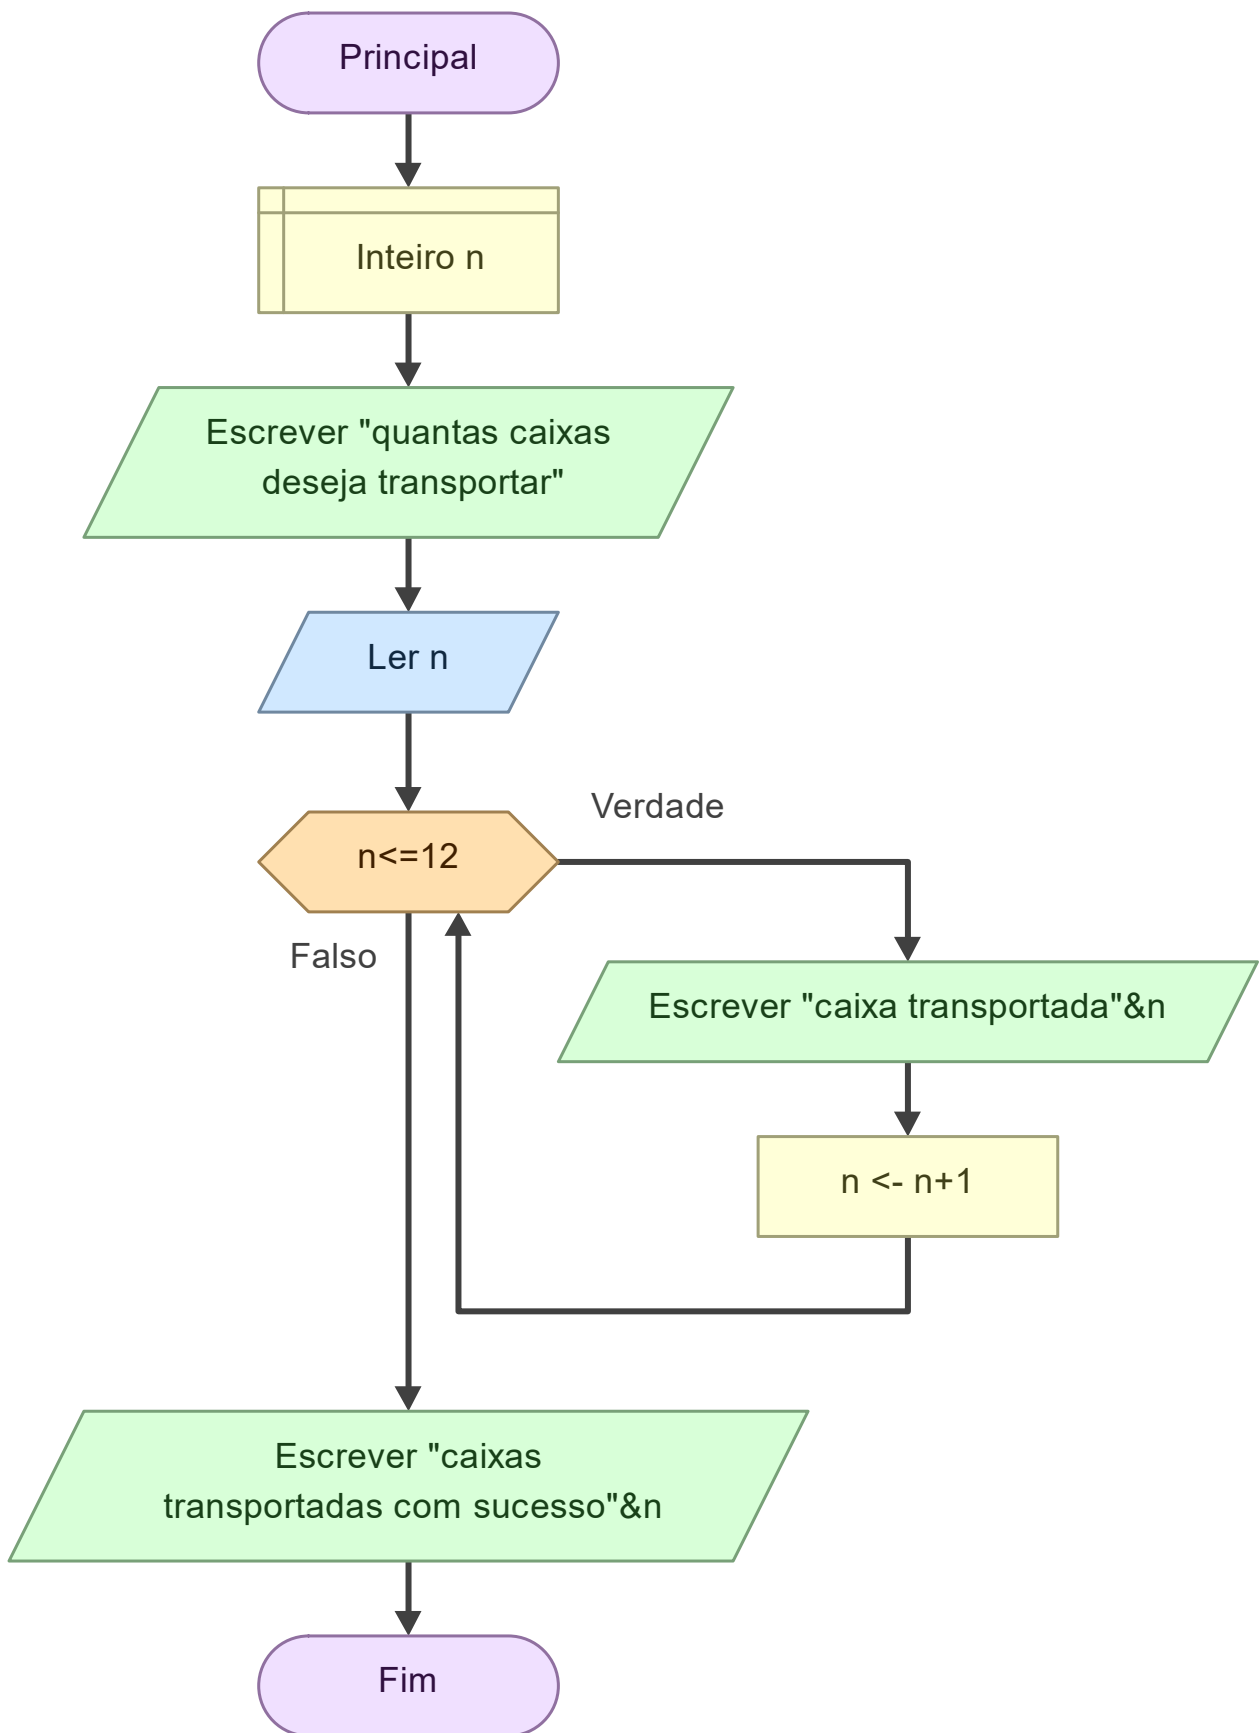 Principal
Inteiro n
Escrever "quantas caixas
deseja transportar"
Ler n
Verdade
n<=12
Falso
Escrever "caixa transportada"&n
n <- n+1
Escrever "caixas
transportadas com sucesso"&n
Fim